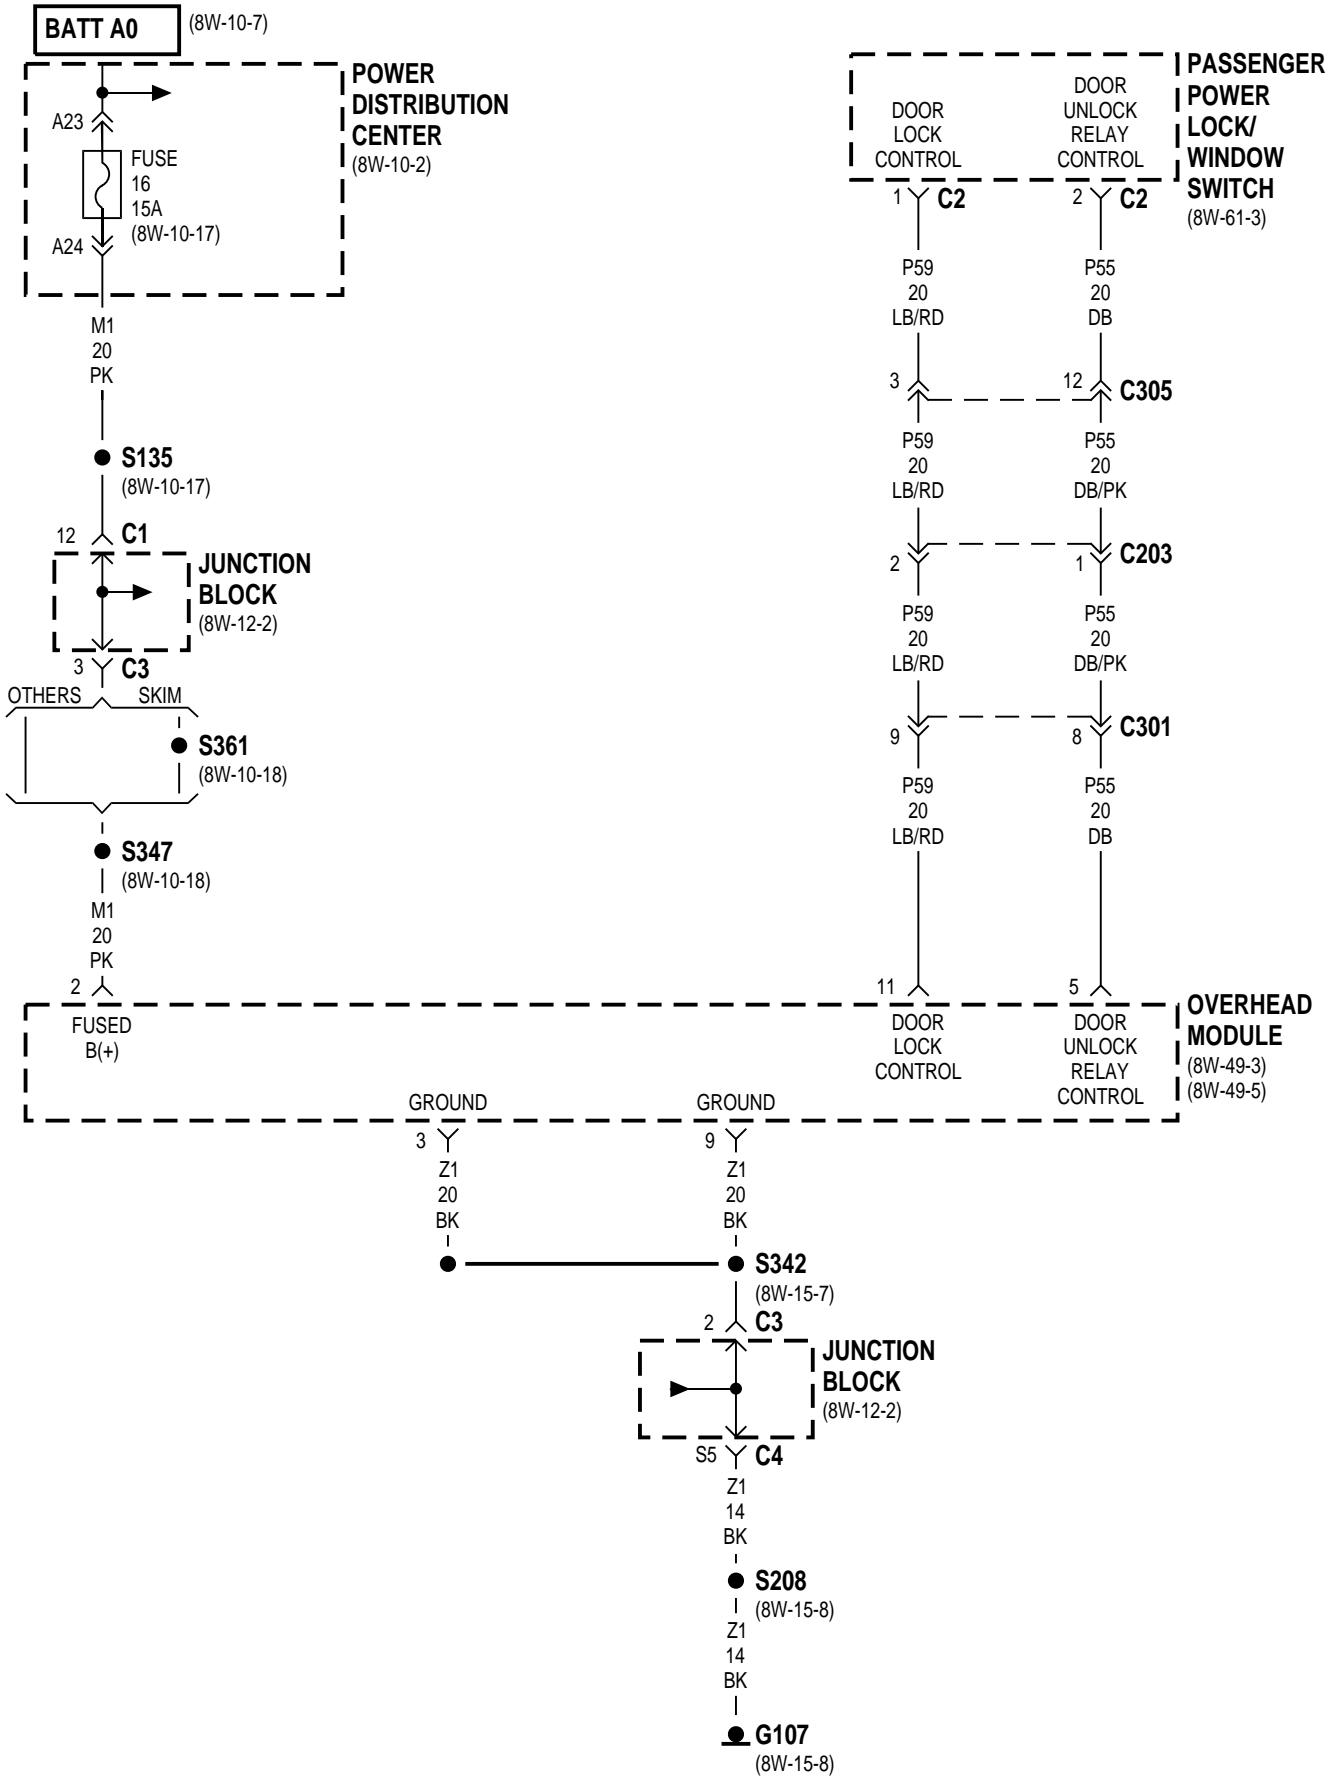 BATT A0
(8W-10-7)
POWER
DISTRIBUTION
CENTER
(8W-10-2)
A23
FUSE
16
15A
(8W-10-17)
A24
M1
20
PK
S135
(8W-10-17)
12
C1
JUNCTION
BLOCK
(8W-12-2)
3
C3
OTHERS
SKIM
S361
(8W-10-18)
S347
(8W-10-18)
M1
20
PK
2
FUSED
B(+)
PASSENGER
POWER
LOCK/
WINDOW
SWITCH
(8W-61-3)
DOOR
LOCK
CONTROL
DOOR
UNLOCK
RELAY
CONTROL
1
C2
2
C2
P59
20
LB/RD
P55
20
DB
3
12
C305
P59
20
LB/RD
P55
20
DB/PK
2
1
C203
P59
20
LB/RD
P55
20
DB/PK
9
8
C301
P59
20
LB/RD
P55
20
DB
11
5
DOOR
LOCK
CONTROL
DOOR
UNLOCK
RELAY
CONTROL
OVERHEAD
MODULE
(8W-49-3)
(8W-49-5)
GROUND
GROUND
3
9
Z1
20
BK
Z1
20
BK
S342
(8W-15-7)
2
C3
JUNCTION
BLOCK
(8W-12-2)
S5
C4
Z1
14
BK
S208
(8W-15-8)
Z1
14
BK
G107
(8W-15-8)